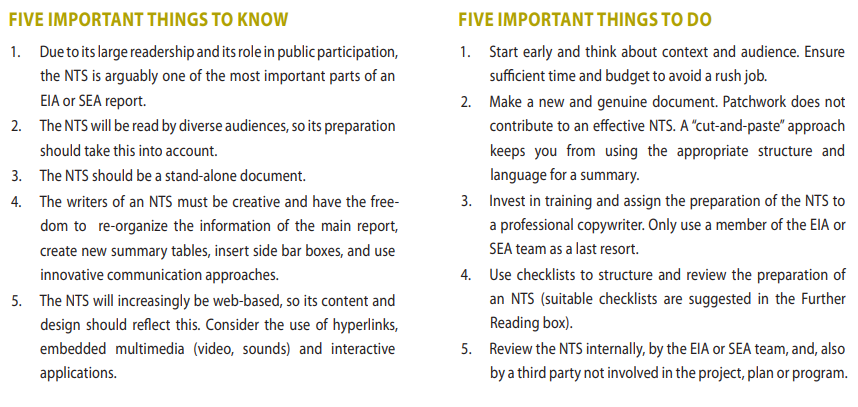 FIVE IMPORTANT THINGS TO KNOW
1. Due to its large readership and its role in public participation,
the NTS is arguably one of the most important parts of an
EIA or SEA report.
2. The NTS will be read by diverse audiences, so its preparation
should take this into account.
3. The NTS should be a stand-alone document.
4. The writers of an NTS must be creative and have the free-
dom to re-organize the information of the main report,
create new summary tables, insert side bar boxes, and use
innovative communication approaches.
5. The NTS will increasingly be web-based, so its content and
design should reflect this. Consider the use of hyperlinks,
embedded multimedia (video, sounds) and interactive
applications.
FIVE IMPORTANT THINGS TO DO
1. Start early and think about context and audience. Ensure
sufficient time and budget to avoid a rush job.
2. Make a new and genuine document. Patchwork does not
contribute to an effective NTS. A “cut-and-paste” approach
keeps you from using the appropriate structure and
language for a summary.
3. Invest in training and assign the preparation of the NTS to
a professional copywriter. Only use a member of the EIA or
SEA team as a last resort.
4. Use checklists to structure and review the preparation of
an NTS (suitable checklists are suggested in the Further
Reading box).
5. Review the NTS internally, by the EIA or SEA team, and, also
by a third party not involved in the project, plan or program.